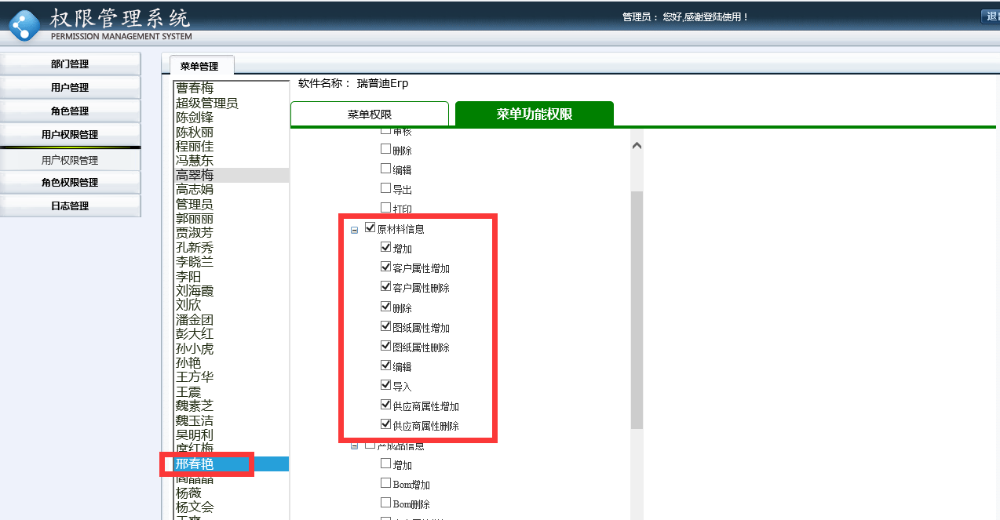 权限管理系统
PERMISSION MANAGEMENT SYSTEM
管理员： 您好,感谢登陆使用！
部门管理
用户管理
角色管理
用户权限管理
用户权限管理
角色权限管理
日志管理
菜单管理
曹春梅
超级管理员
陈剑锋
陈秋丽
程丽佳
冯慧东
高翠梅
高志娟
管理员
郭丽丽
贾淑芳
孔新秀
李晓兰
李阳
刘海霞
刘欣
潘金团
彭大红
孙小虎
孙艳
王方华
王震
魏素芝
魏玉洁
吴明利
席红梅
邢春艳
阎晶晶
杨薇
杨文会
软件名称： 瑞普迪Erp
菜单权限
菜单功能权限
审核
删除
编辑
导出
打印
原材料信息
增加
客户属性增加
客户属性删除
删除
图纸属性增加
图纸属性删除
编辑
导入
供应商属性增加
供应商属性删除
产成品信息
增加
Bom增加
Bom删除